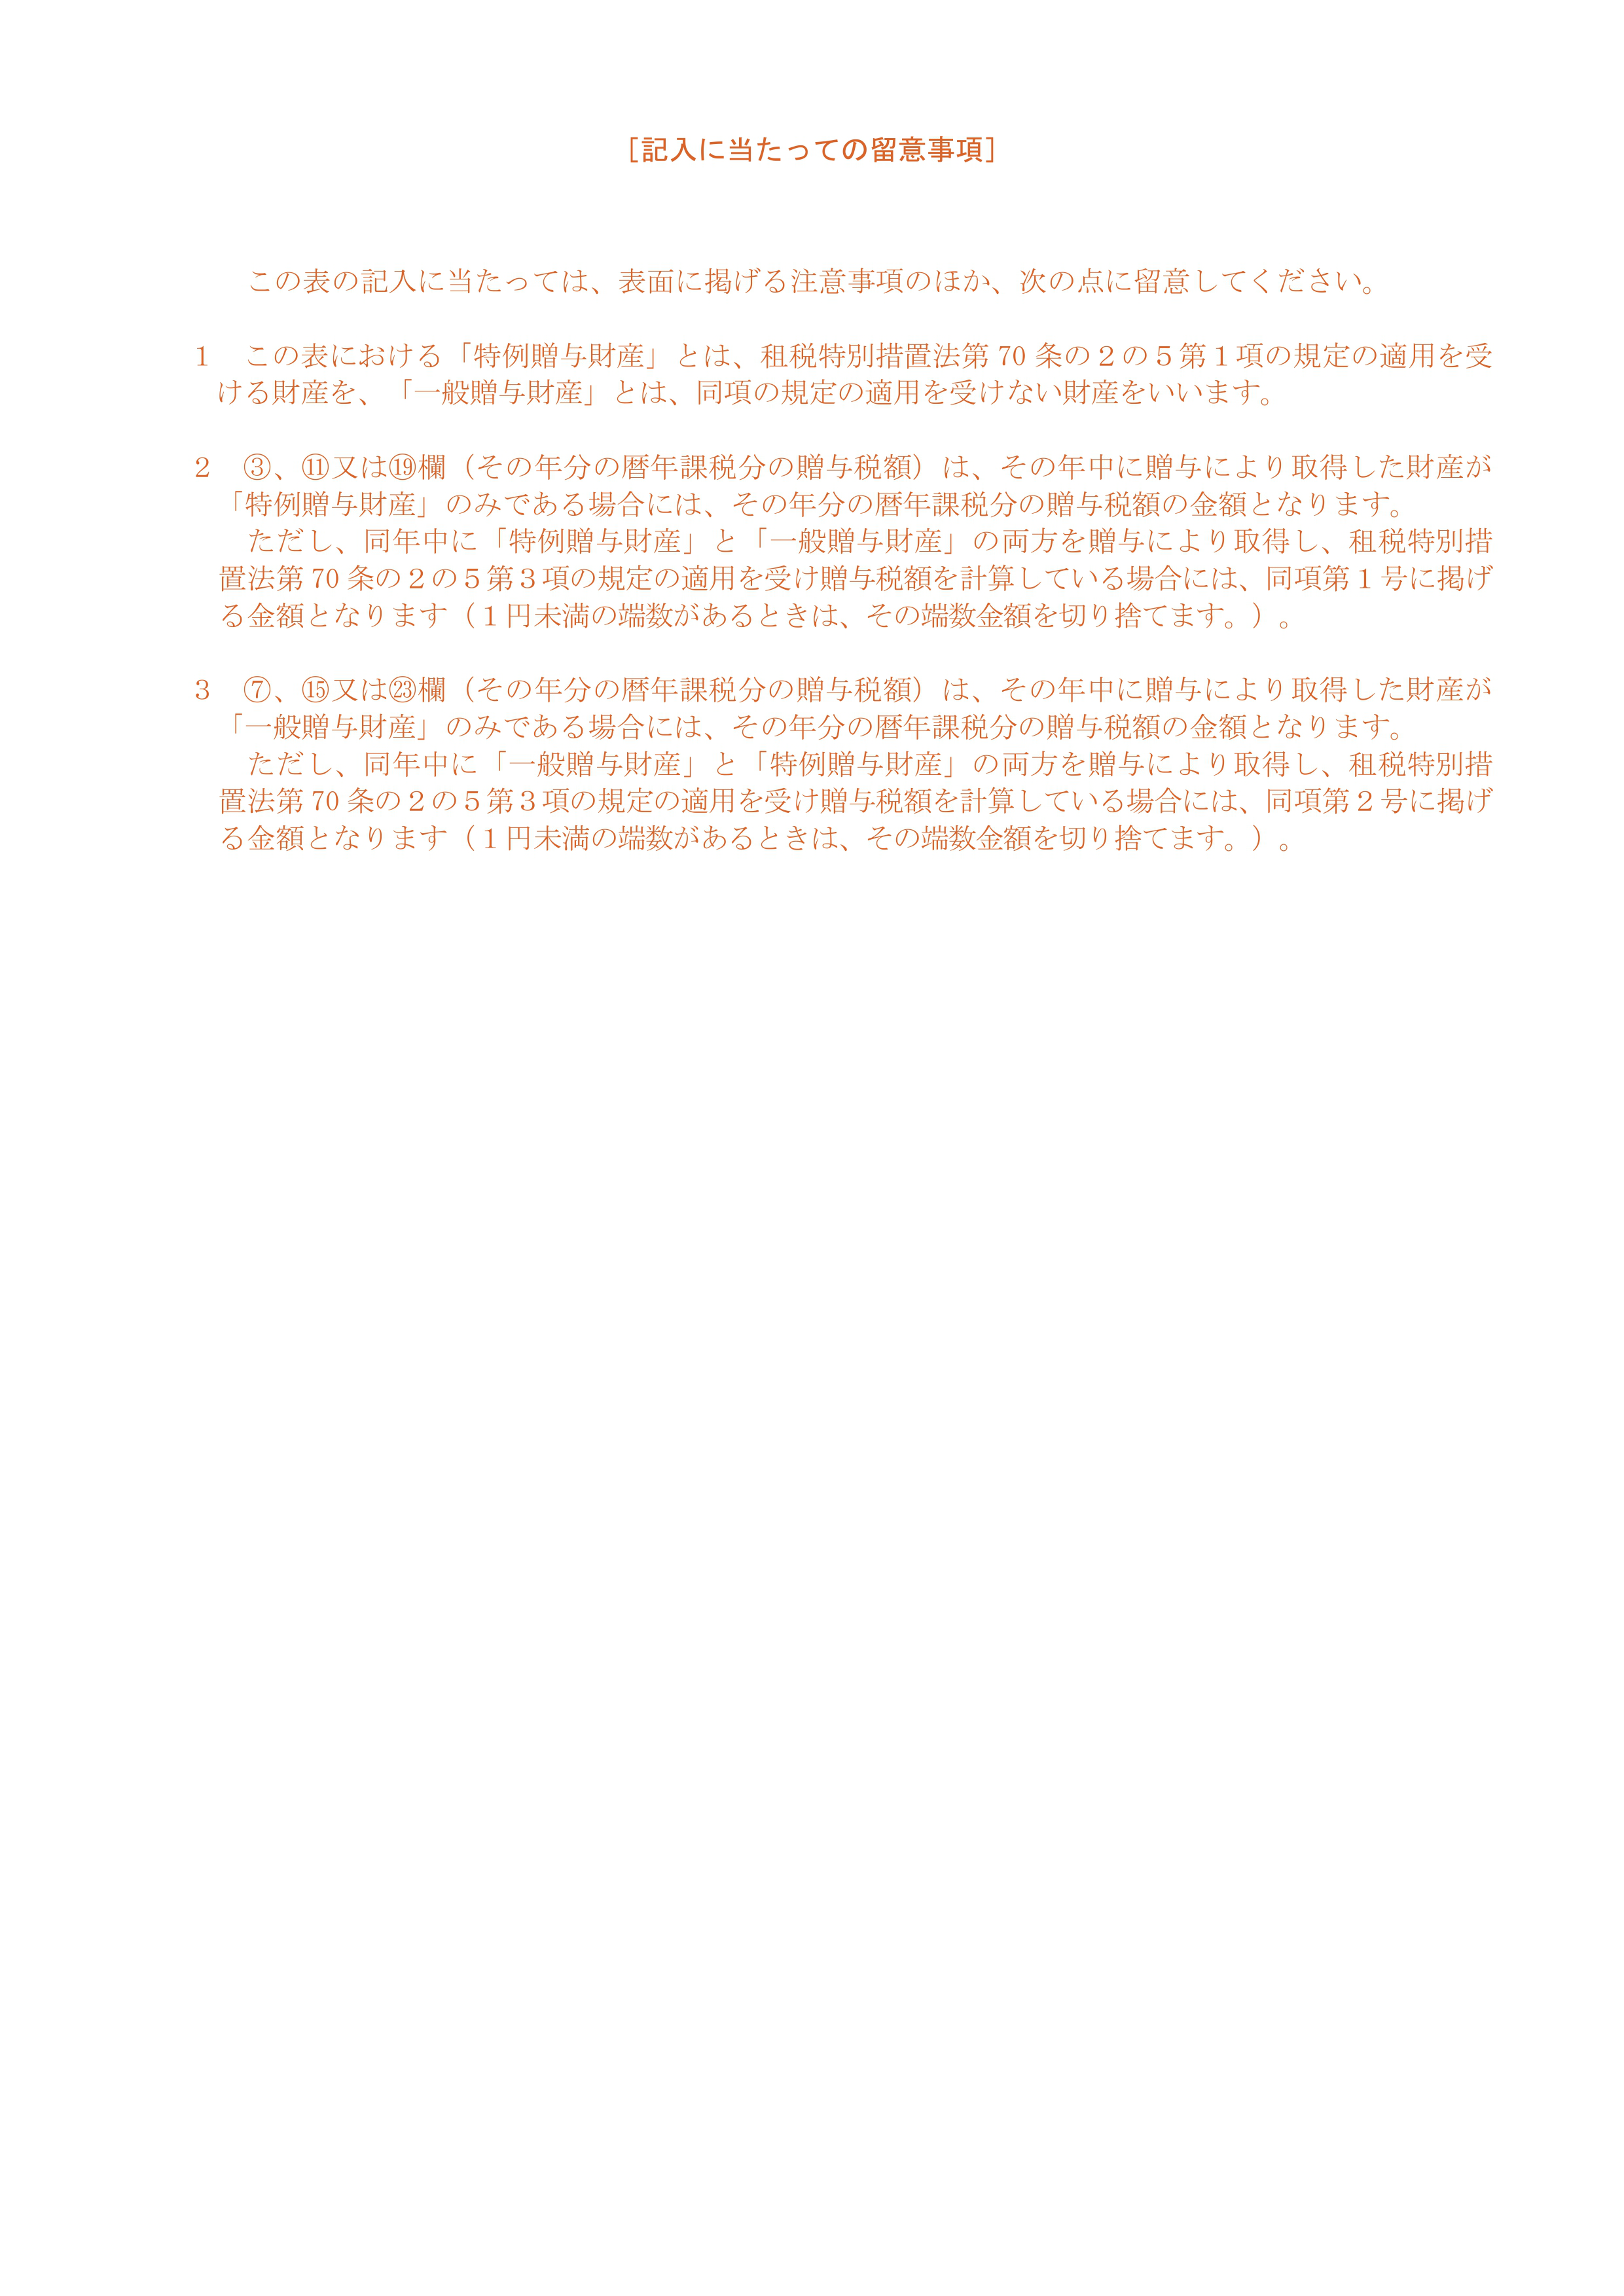 ［記入に当たっての留意事項］
この表の記入に当たっては、表面に掲げる注意事項のほか、次の点に留意してください。
１　この表における「特例贈与財産」とは、租税特別措置法第 70 条の２の５第１項の規定の適用を受
ける財産を、「一般贈与財産」とは、同項の規定の適用を受けない財産をいいます。
２　③、⑪又は⑲欄（その年分の暦年課税分の贈与税額）は、その年中に贈与により取得した財産が
「特例贈与財産」のみである場合には、その年分の暦年課税分の贈与税額の金額となります。
ただし、同年中に「特例贈与財産」と「一般贈与財産」の両方を贈与により取得し、租税特別措
置法第 70 条の２の５第３項の規定の適用を受け贈与税額を計算している場合には、同項第１号に掲げ
る金額となります（１円未満の端数があるときは、その端数金額を切り捨てます。）。
３　⑦、⑮又は㉓欄（その年分の暦年課税分の贈与税額）は、その年中に贈与により取得した財産が
「一般贈与財産」のみである場合には、その年分の暦年課税分の贈与税額の金額となります。
ただし、同年中に「一般贈与財産」と「特例贈与財産」の両方を贈与により取得し、租税特別措
置法第 70 条の２の５第３項の規定の適用を受け贈与税額を計算している場合には、同項第２号に掲げ
る金額となります（１円未満の端数があるときは、その端数金額を切り捨てます。）。